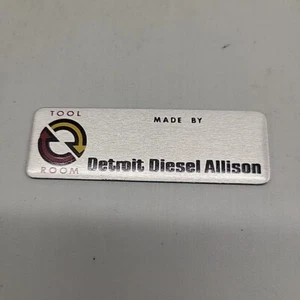 TOOL
ROOM
MADE BY
Detroit Diesel Allison